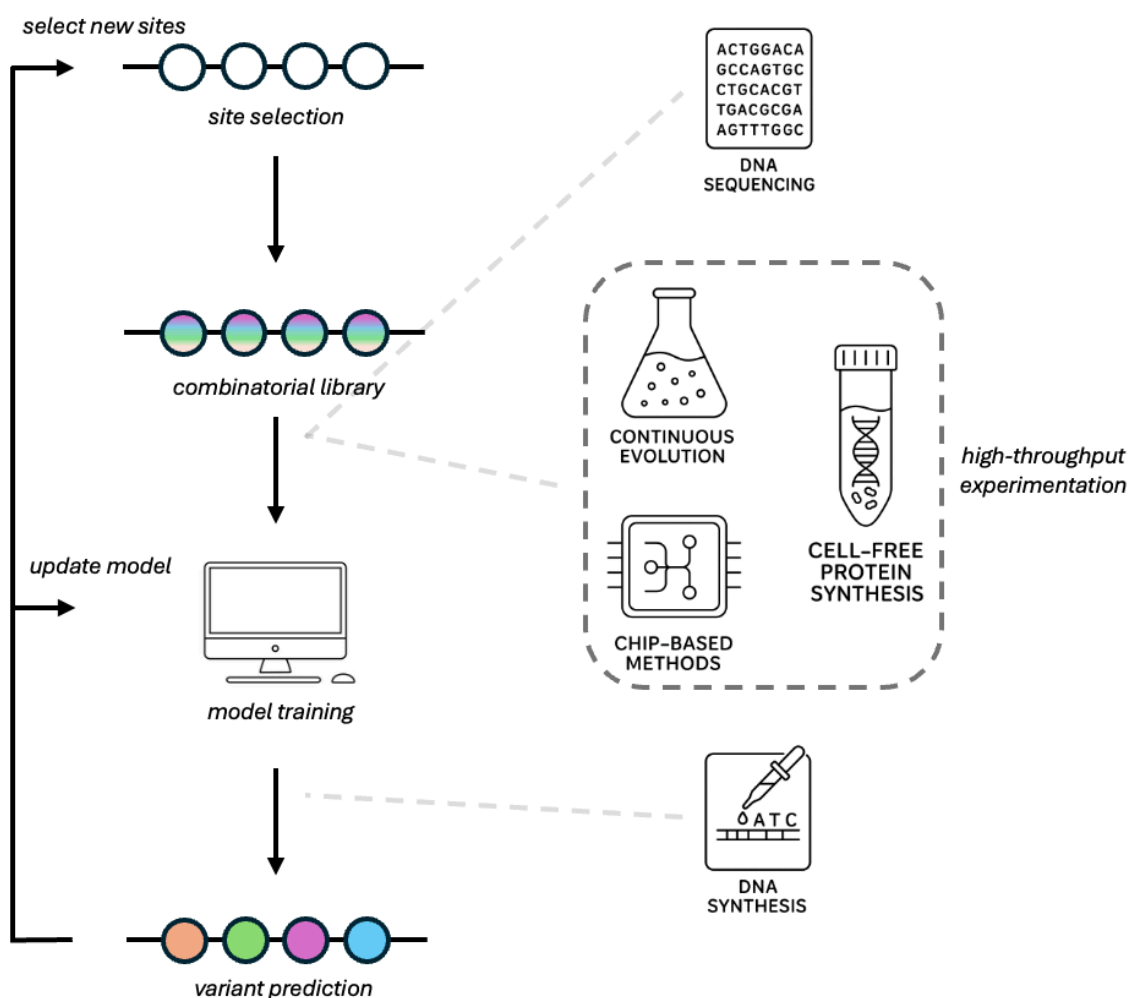 select new sites
site selection
combinatorial library
update model
model training
variant prediction
ACTGGACA
GCCAGTGC
CTGCACGT
TGACGCGA
AGTTTGGC
DNA
SEQUENCING
CONTINUOUS
EVOLUTION
CELL-FREE
PROTEIN
SYNTHESIS
CHIP-BASED
METHODS
high-throughput
experimentation
ATC
DNA
SYNTHESIS